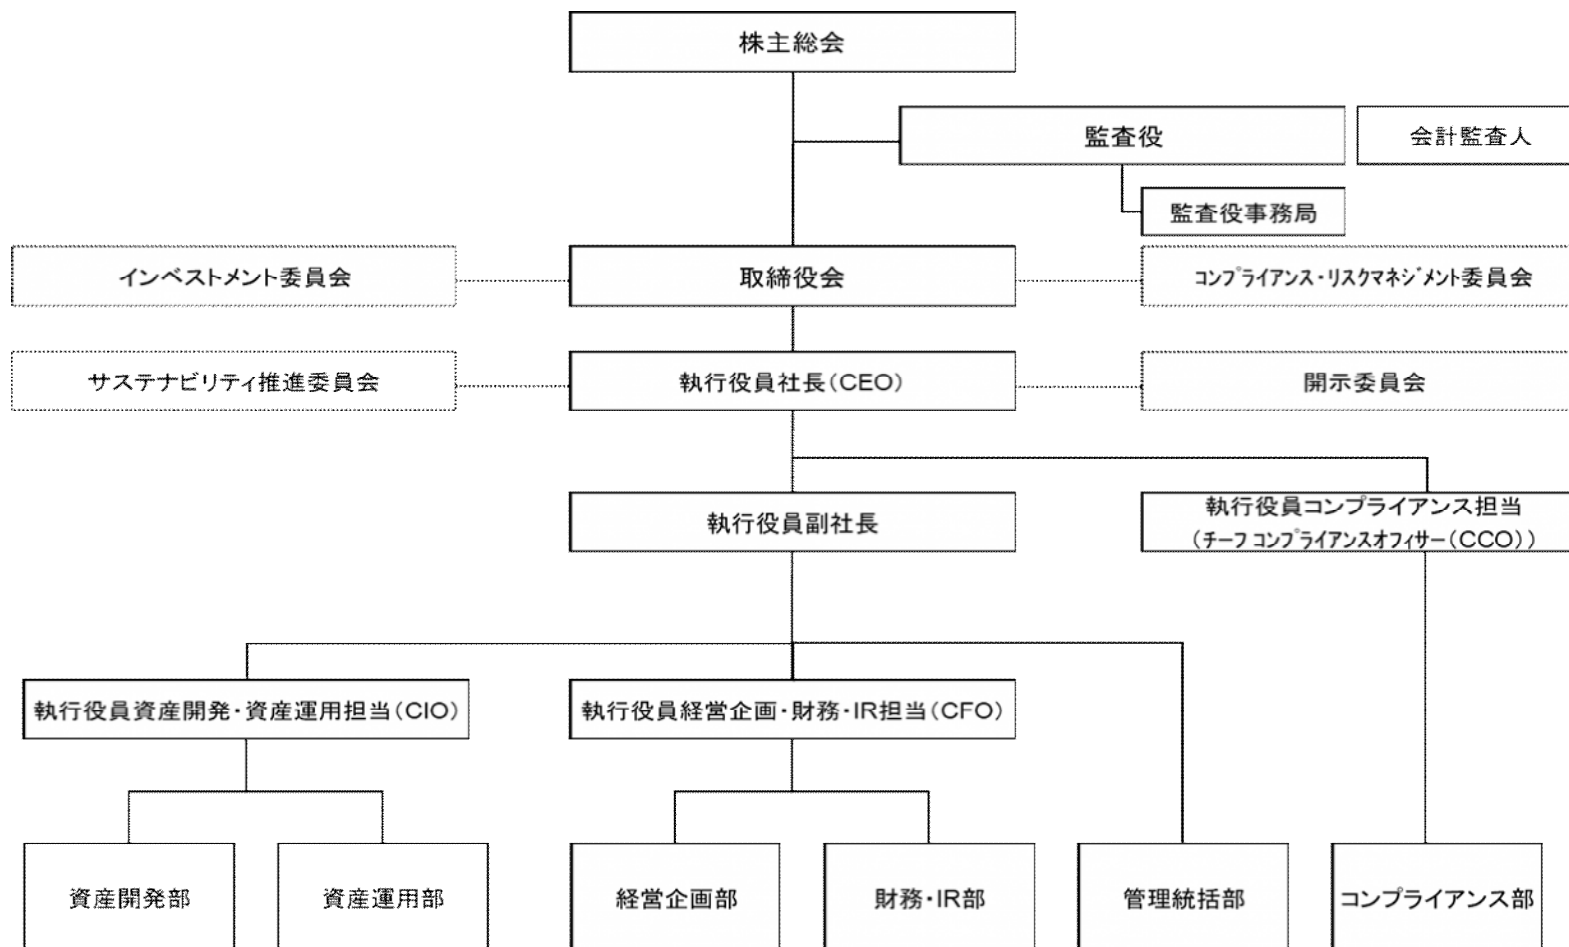 株主総会
監査役
会計監査人
監査役事務局
インベストメント委員会
取締役会
コンプライアンス・リスクマネジメント委員会
サステナビリティ推進委員会
執行役員社長(CEO)
開示委員会
執行役員副社長
執行役員コンプライアンス担当
(チーフ コンプライアンスオフィサー(CCO))
執行役員資産開発・資産運用担当(CIO)
執行役員経営企画・財務・IR担当(CFO)
資産開発部
資産運用部
経営企画部
財務・IR部
管理統括部
コンプライアンス部